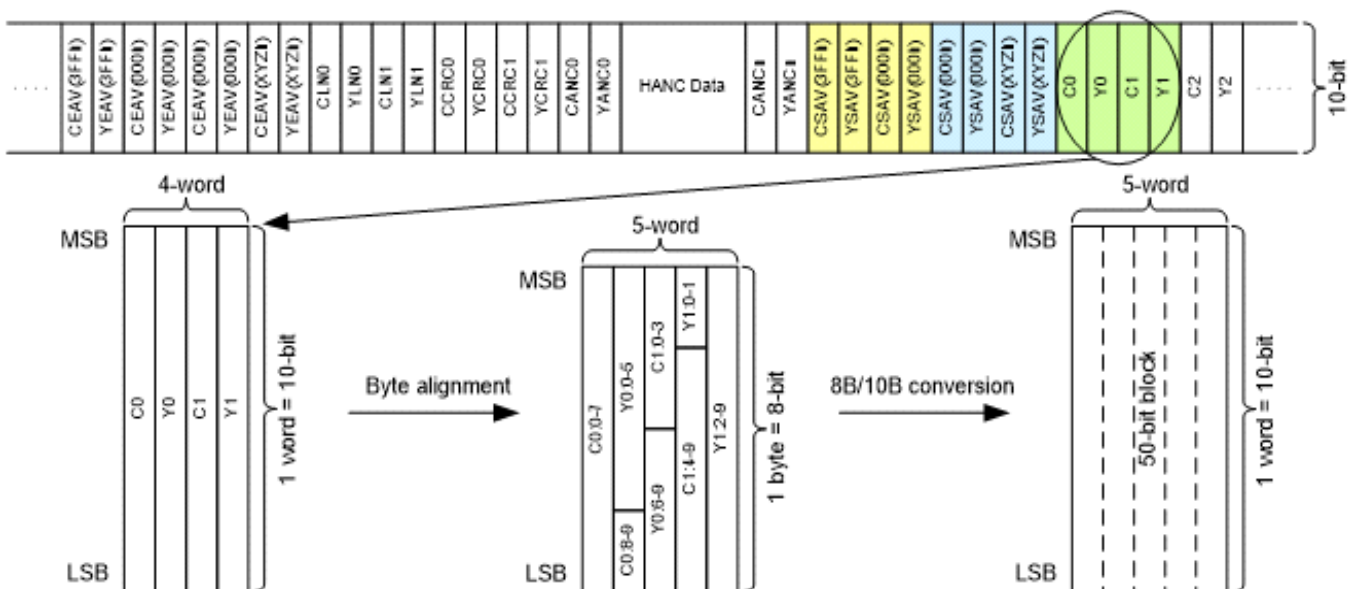 ····
CEAV(3FFh)
YEAV(3FFh)
CEAV(000h)
YEAV(000h)
CEAV(000h)
YEAV(000h)
CEAV(XYZh)
YEAV(XYZh)
CLN0
YLN0
CLN1
YLN1
CCRC0
YCRC0
CCRC1
YCRC1
CANC0
YANC0
HANC Data
CANCn
YANCn
CSAV(3FFh)
YSAV(3FFh)
CSAV(000h)
YSAV(000h)
CSAV(000h)
YSAV(000h)
CSAV(XYZh)
YSAV(XYZh)
C0
Y0
C1
Y1
C2
Y2
····
10-bit
4-word
MSB
LSB
C0
Y0
C1
Y1
1 word = 10-bit
Byte alignment
5-word
MSB
LSB
C0:0-7
Y0:0-5
C0:8-9
C1:0-3
Y0:6-9
Y1:0-1
C1:4-9
Y1:2-9
1 byte = 8-bit
8B/10B conversion
5-word
MSB
LSB
50-bit block
1 word = 10-bit